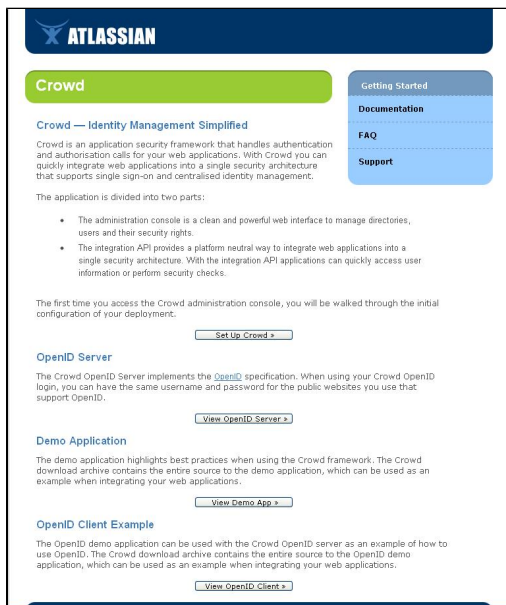 ATLASSIAN
Crowd
Getting Started
Documentation
FAQ
Support
Crowd — Identity Management Simplified
Crowd is an application security framework that handles authentication
and authorisation calls for your web applications. With Crowd you can
quickly integrate web applications into a single security architecture
that supports single sign-on and centralised identity management.
The application is divided into two parts:
• The administration console is a clean and powerful web interface to manage directories,
users and their security rights.
• The integration API provides a platform neutral way to integrate web applications into a
single security architecture. With the integration API applications can quickly access user
information or perform security checks.
The first time you access the Crowd administration console, you will be walked through the initial
configuration of your deployment.
Set Up Crowd »
OpenID Server
The Crowd OpenID Server implements the OpenID specification. When using your Crowd OpenID
login, you can have the same username and password for the public websites you use that
support OpenID.
View OpenID Server »
Demo Application
The demo application highlights best practices when using the Crowd framework. The Crowd
download archive contains the entire source to the demo application, which can be used as an
example when integrating your web applications.
View Demo App »
OpenID Client Example
The OpenID demo application can be used with the Crowd OpenID server as an example of how to
use OpenID. The Crowd download archive contains the entire source to the OpenID demo
application, which can be used as an example when integrating your web applications.
View OpenID Client »